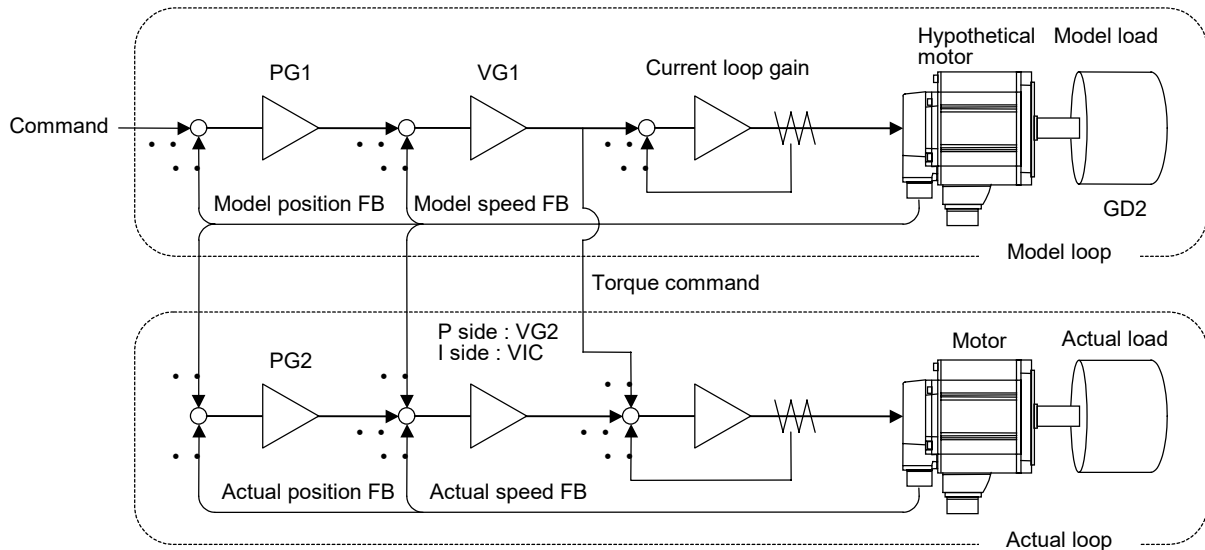 Hypothetical
motor
Model load
PG1
VG1
Current loop gain
Command
Model position FB
Model speed FB
GD2
Model loop
Torque command
P side : VG2
I side : VIC
PG2
Motor
Actual load
Actual position FB
Actual speed FB
Actual loop